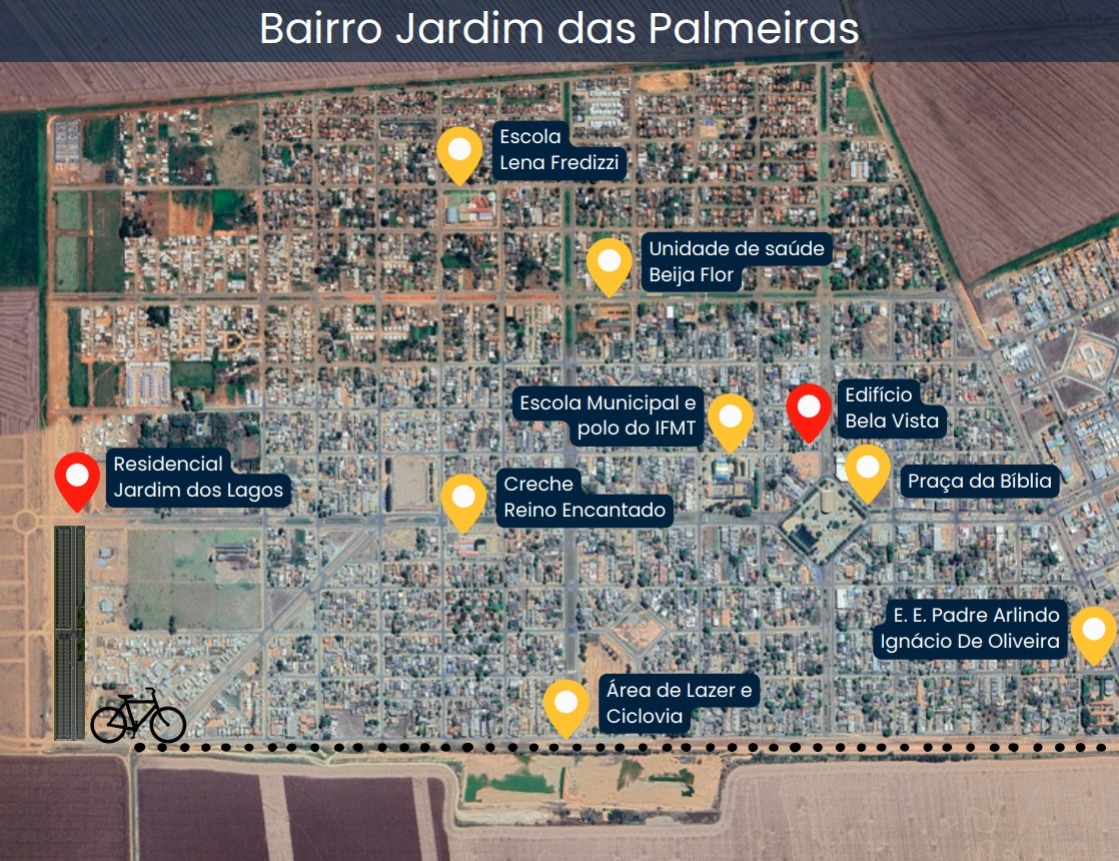 Bairro Jardim das Palmeiras
Escola
Lena Fredizzi
Unidade de saúde
Beija Flor
Escola Municipal e
polo do IFMT
Edifício
Bela Vista
Residencial
Jardim dos Lagos
Creche
Reino Encantado
Praça da Bíblia
E. E. Padre Arlindo
Ignácio De Oliveira
Área de Lazer e
Ciclovia